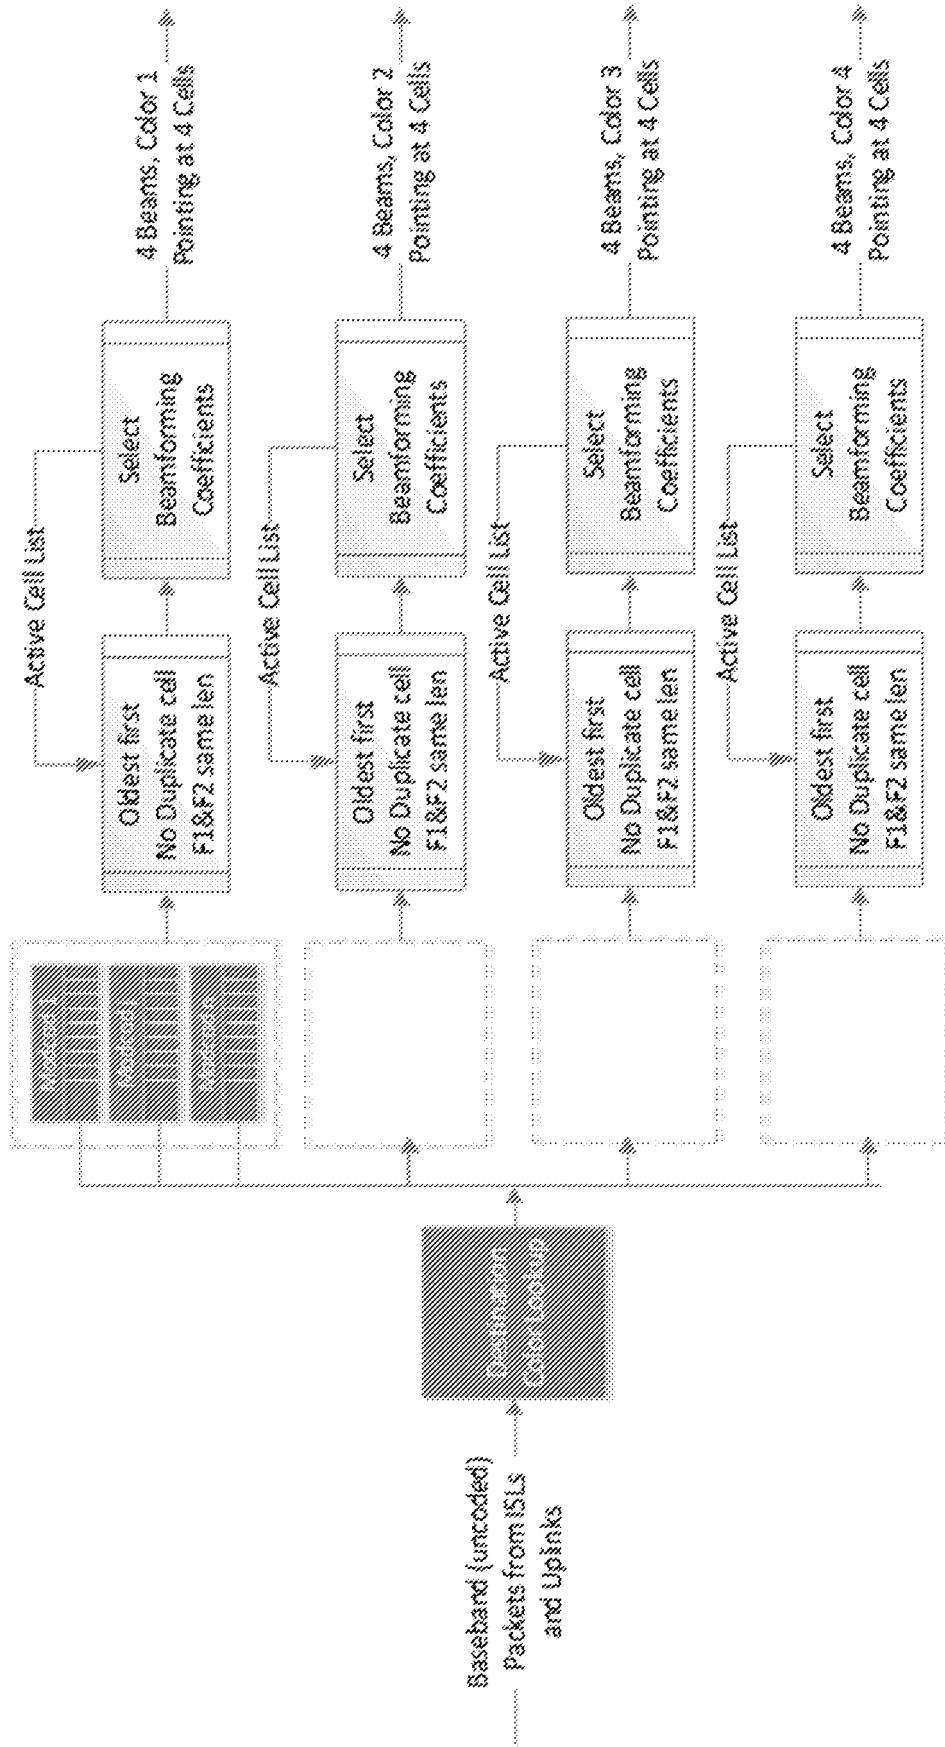 Baseband (uncoded)
Packets from ISLs
and Uplinks
Destination
Color Lookup
Active Cell List
Oldest first
No Duplicate cell
F1&F2 same len
Select
Beamforming
Coefficients
4 Beams, Color 1
Pointing at 4 Cells
Active Cell List
Oldest first
No Duplicate cell
F1&F2 same len
Select
Beamforming
Coefficients
4 Beams, Color 2
Pointing at 4 Cells
Active Cell List
Oldest first
No Duplicate cell
F1&F2 same len
Select
Beamforming
Coefficients
4 Beams, Color 3
Pointing at 4 Cells
Active Cell List
Oldest first
No Duplicate cell
F1&F2 same len
Select
Beamforming
Coefficients
4 Beams, Color 4
Pointing at 4 Cells